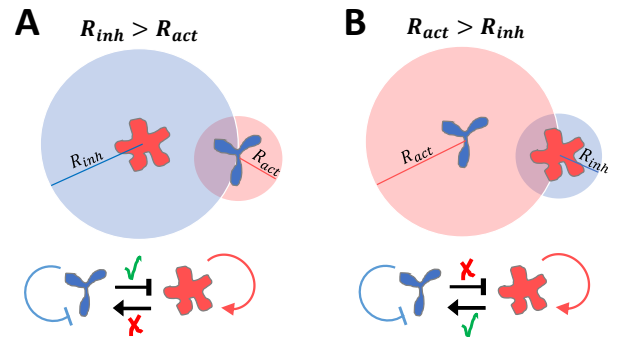 A
R_inh > R_act
R_inh
R_act
✓
✗
B
R_act > R_inh
R_act
R_inh
✗
✓